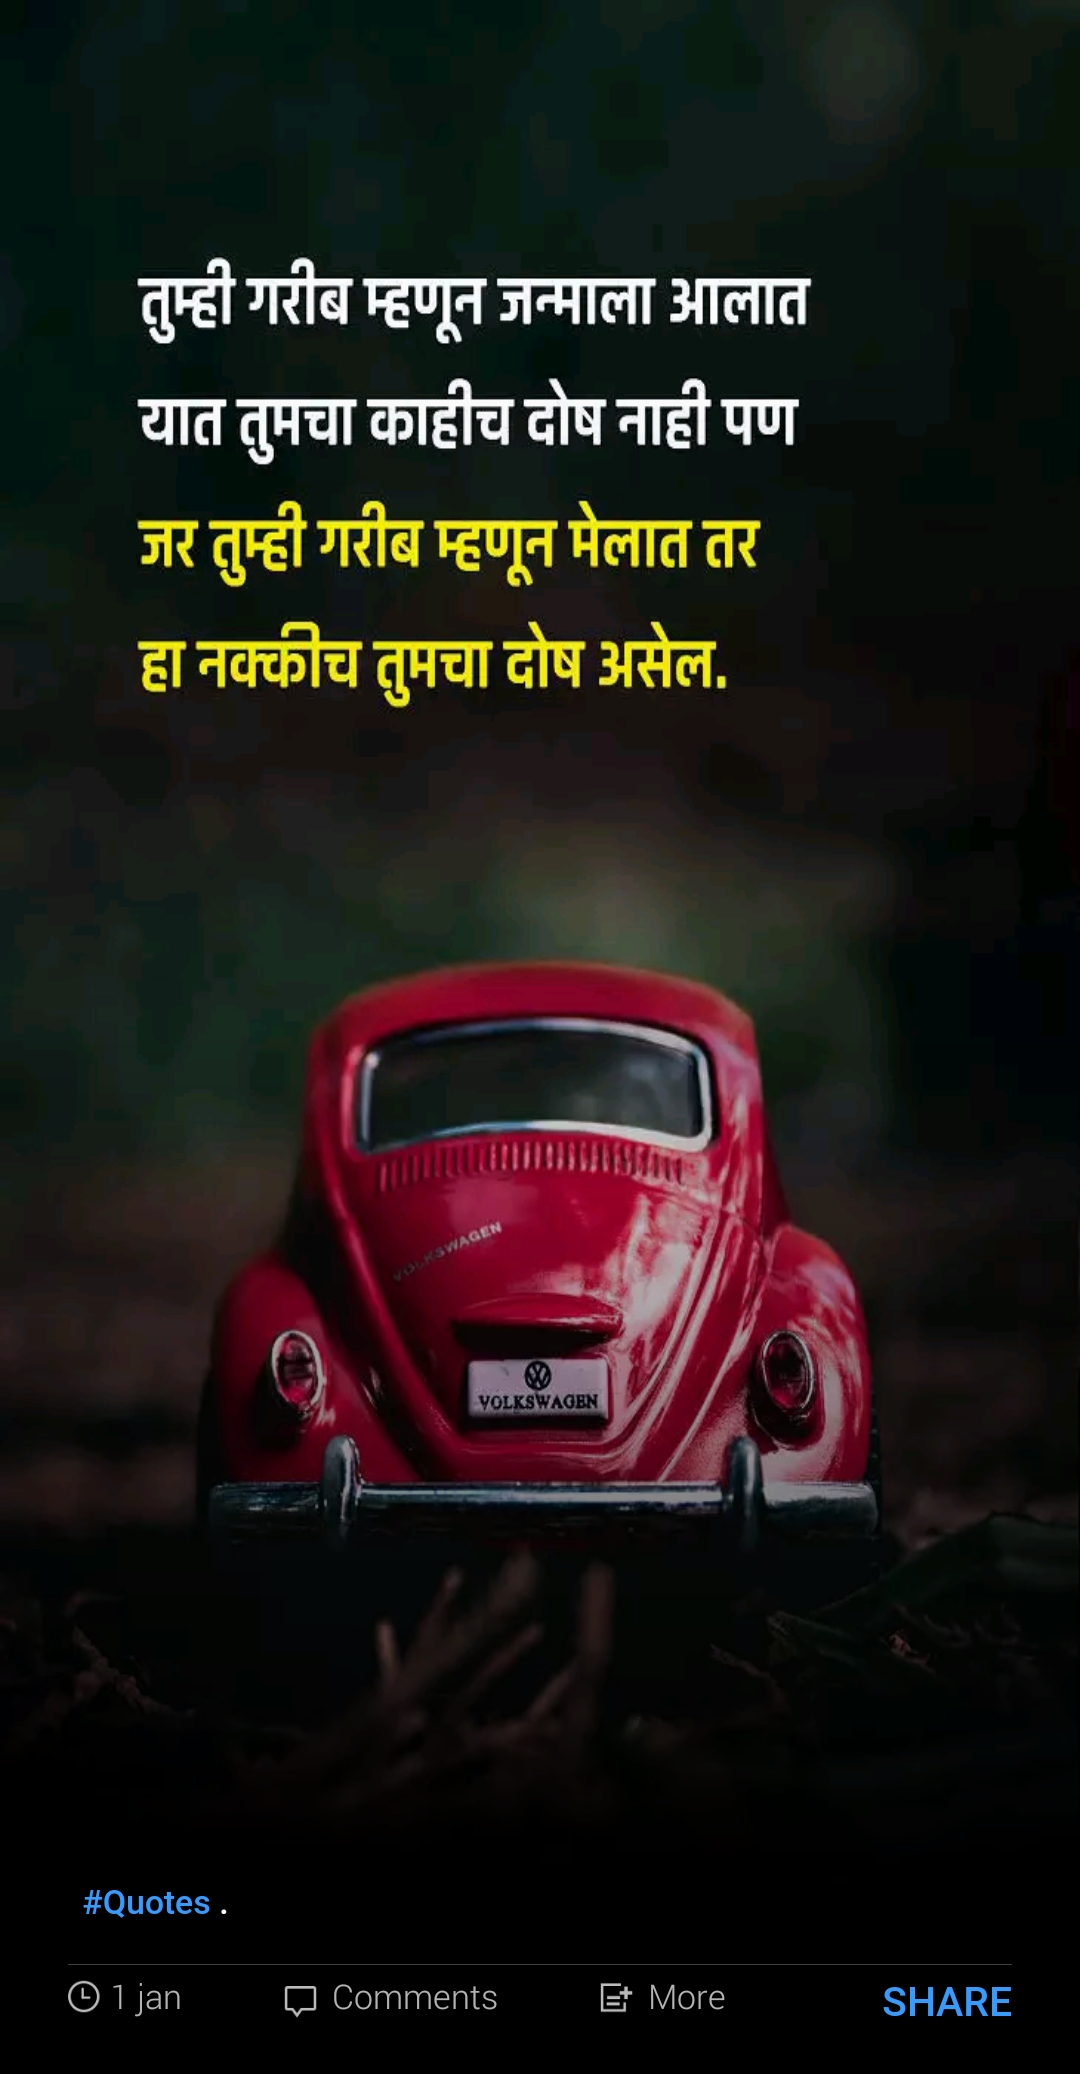 तुम्ही गरीब म्हणून जन्माला आलात
यात तुमचा काहीच दोष नाही पण
जर तुम्ही गरीब म्हणून मेलात तर
हा नक्कीच तुमचा दोष असेल.
VOLKSWAGEN
VOLKSWAGEN
#Quotes .
1 jan
Comments
More
SHARE